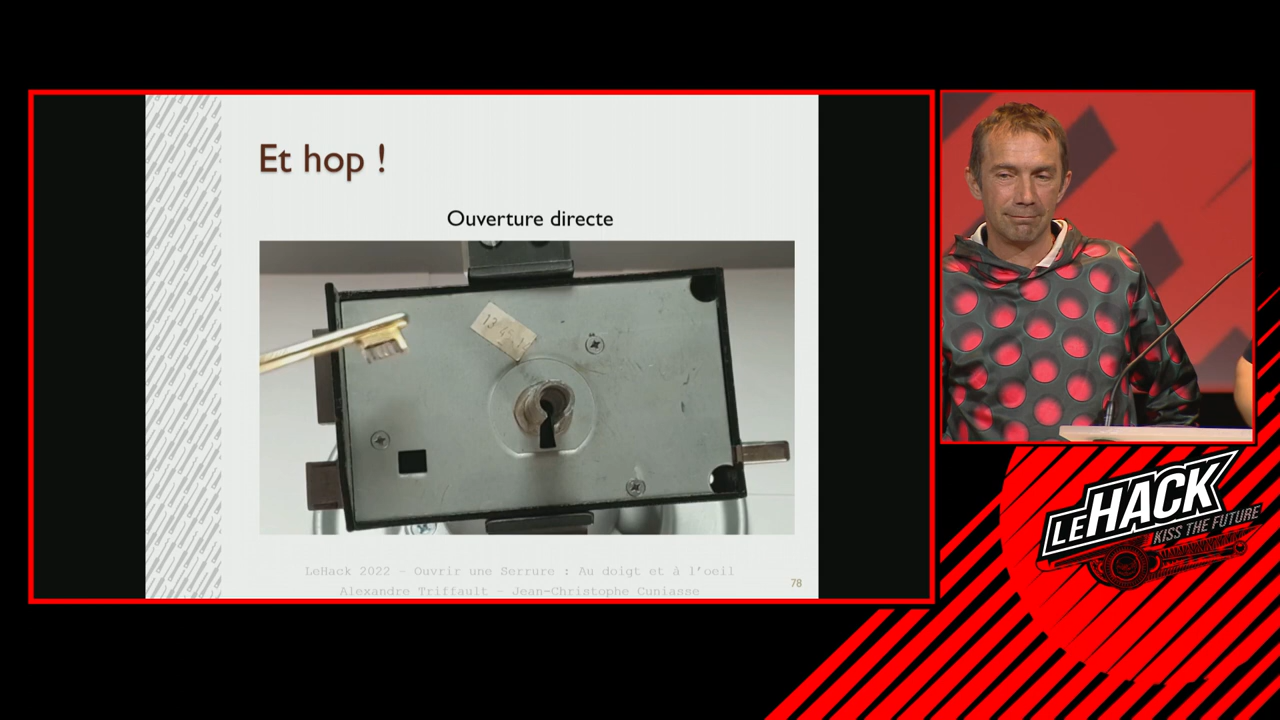 Et hop !
Ouverture directe
LeHack 2022 - Ouvrir une Serrure : Au doigt et à l'oeil
Alexandre Triffault - Jean-Christophe Cuniasse
78
LEHACK
KISS THE FUTURE